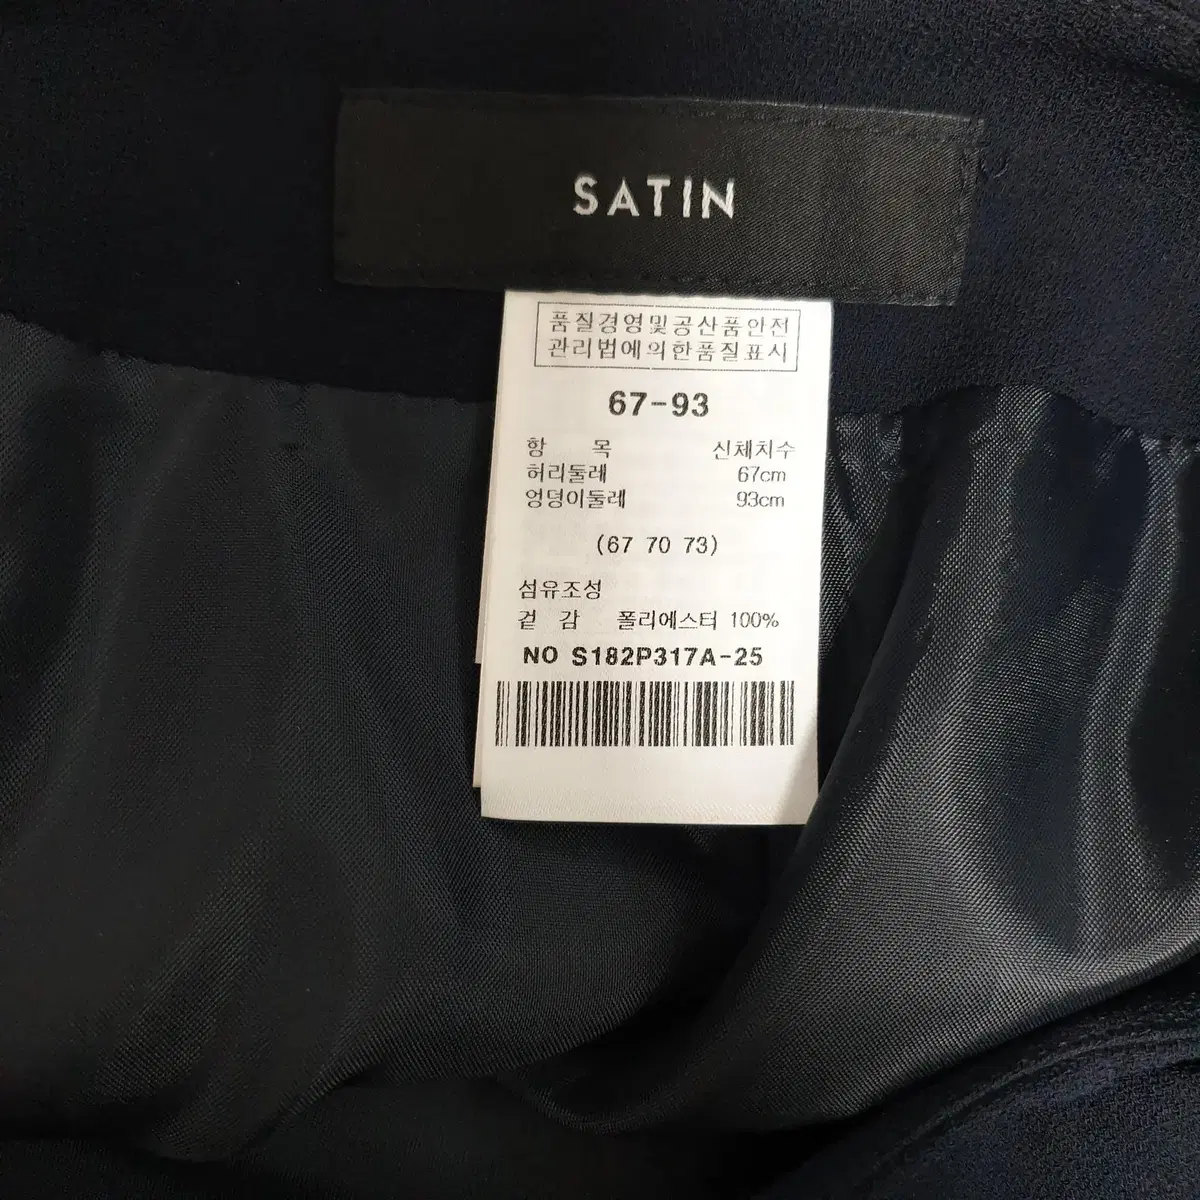 SATIN
품질경영및공산품안전
관리법에의한품질표시
67-93
항 목 신체치수
허리둘레 67cm
엉덩이둘레 93cm
(67 70 73)
섬유조성
겉 감 폴리에스터 100%
NO S182P317A-25